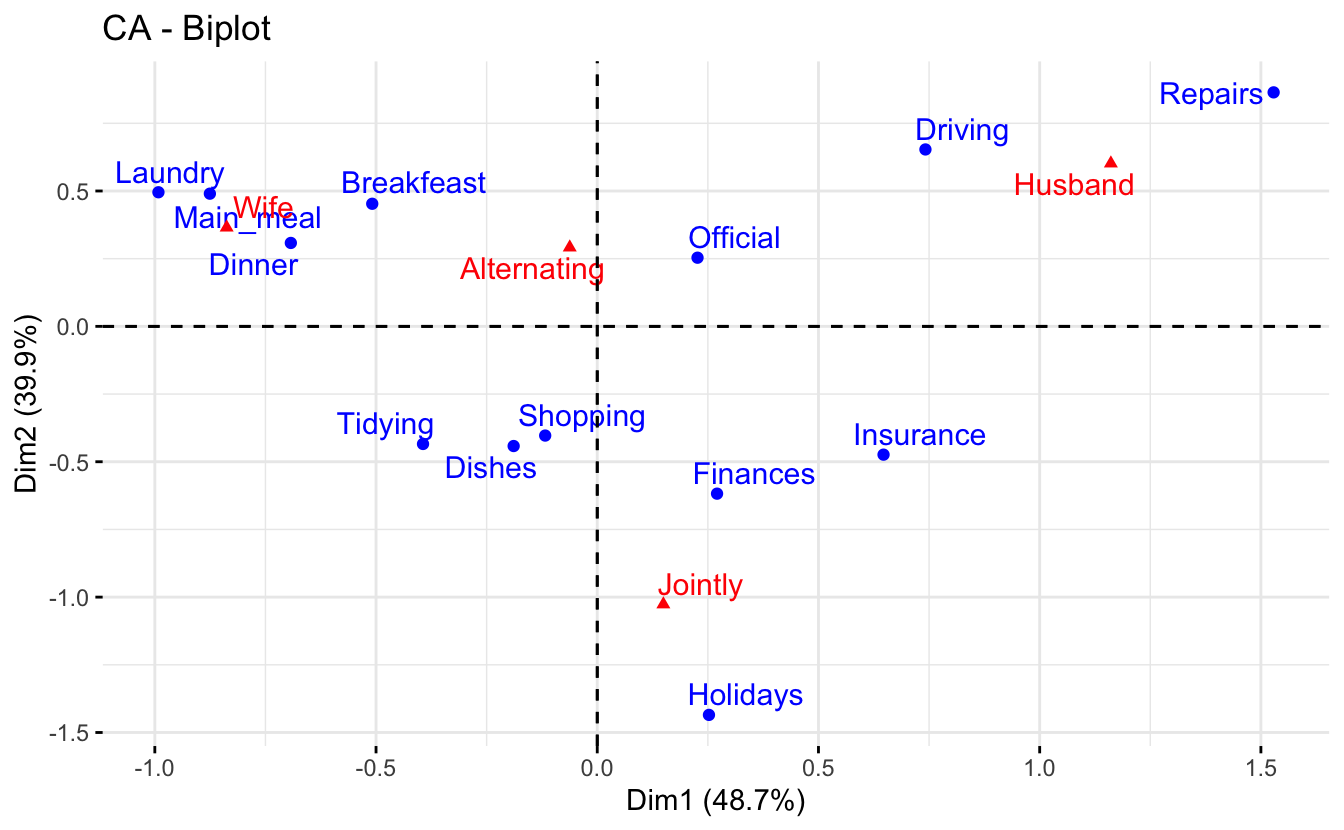 CA - Biplot
Repairs
Driving
Husband
Laundry
Breakfeast
Wife
Main_meal
Dinner
Official
Alternating
Tidying
Shopping
Dishes
Insurance
Finances
Jointly
Holidays
0.5
0.0
-0.5
-1.0
-1.5
Dim2 (39.9%)
-1.0 -0.5 0.0 0.5 1.0 1.5
Dim1 (48.7%)